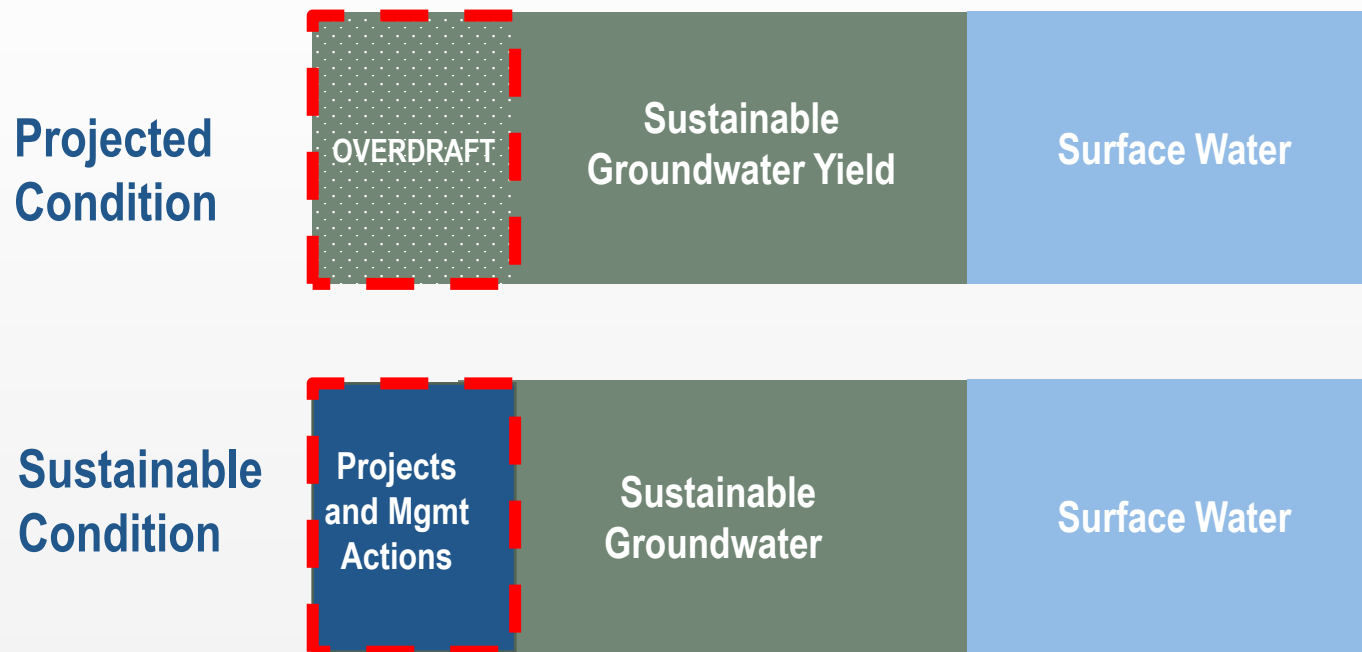 Projected
Condition
OVERDRAFT
Sustainable
Groundwater Yield
Surface Water
Sustainable
Condition
Projects
and Mgmt
Actions
Sustainable
Groundwater
Surface Water